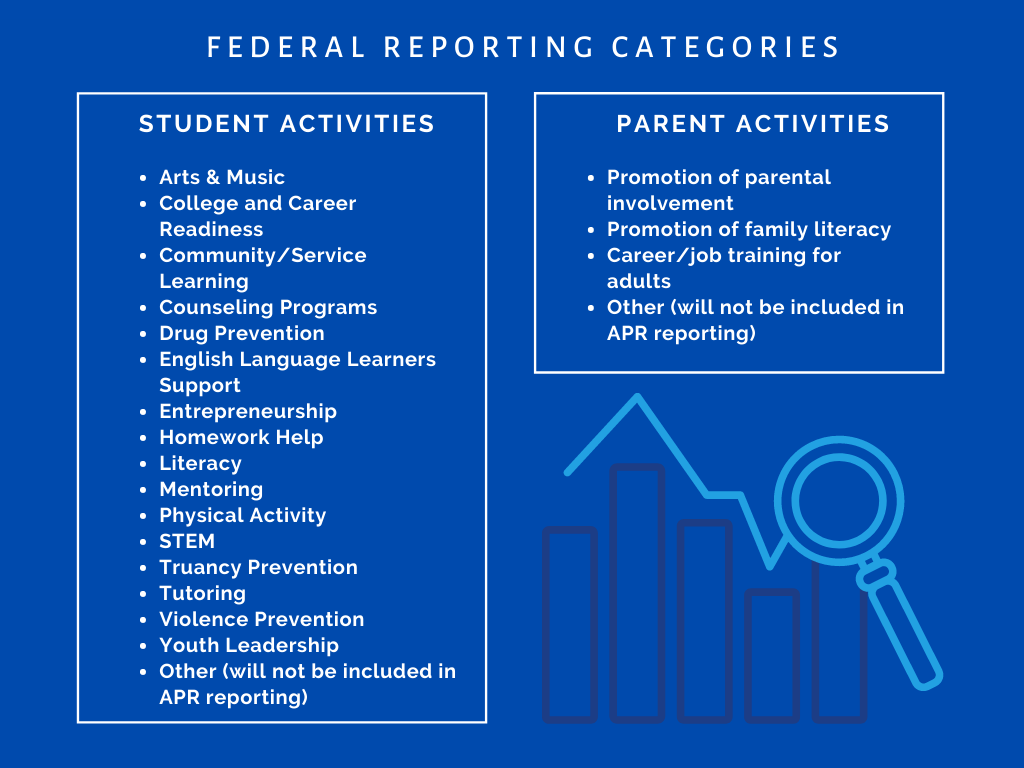 FEDERAL REPORTING CATEGORIES
STUDENT ACTIVITIES
• Arts & Music
• College and Career
Readiness
• Community/Service
Learning
• Counseling Programs
• Drug Prevention
• English Language Learners
Support
• Entrepreneurship
• Homework Help
• Literacy
• Mentoring
• Physical Activity
• STEM
• Truancy Prevention
• Tutoring
• Violence Prevention
• Youth Leadership
• Other (will not be included in
APR reporting)
PARENT ACTIVITIES
• Promotion of parental
involvement
• Promotion of family literacy
• Career/job training for
adults
• Other (will not be included in
APR reporting)